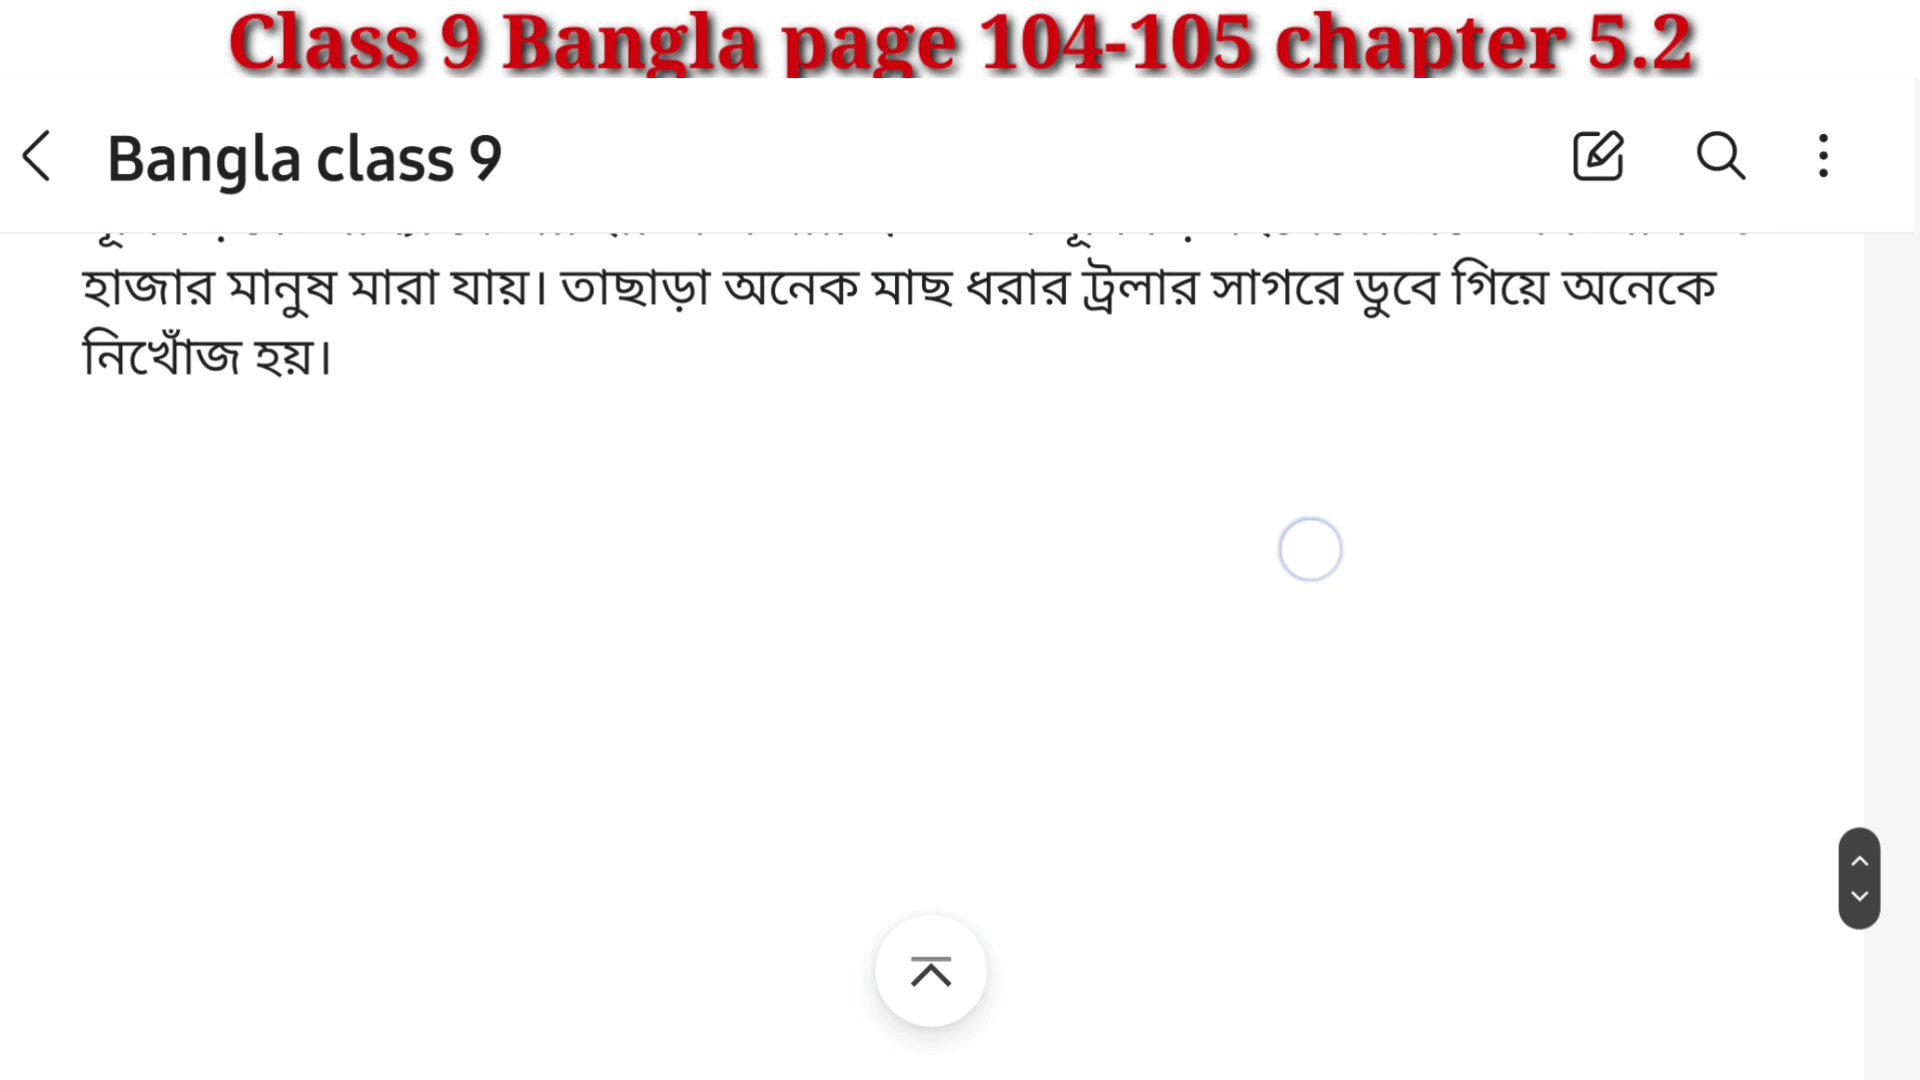 Class 9 Bangla page 104-105 chapter 5.2
Bangla class 9
হাজার মানুষ মারা যায়। তাছাড়া অনেক মাছ ধরার ট্রলার সাগরে ডুবে গিয়ে অনেকে
নিখোঁজ হয়।